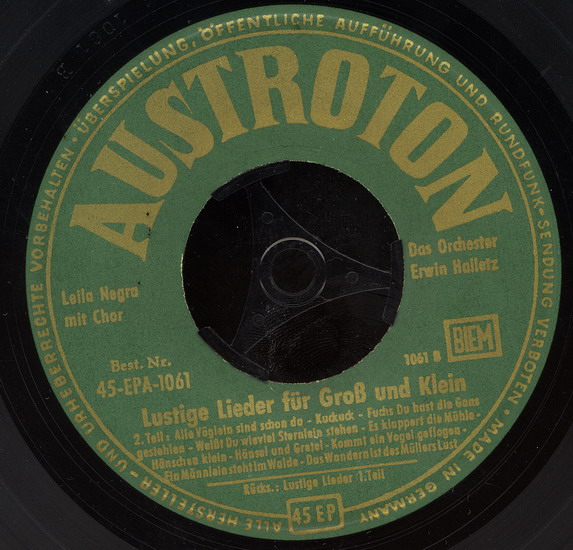 ALLE HERSTELLER- UND URHEBERRECHTE VORBEHALTEN · ÜBERSPIELUNG, ÖFFENTLICHE AUFFÜHRUNG UND RUNDFUNK-SENDUNG VERBOTEN · MADE IN GERMANY
AUSTROTON
Leila Negra
mit Chor
Das Orchester
Erwin Halletz
Best. Nr.
45-EPA-1061
1061 B
BIEM
Lustige Lieder für Groß und Klein
2. Teil: Alle Vöglein sind schon da - Kuckuck - Fuchs Du hast die Gans
gestohlen - Weißt Du wieviel Sternlein stehen - Es klappert die Mühle -
Hänschen klein - Hänsel und Gretel - Kommt ein Vogel geflogen -
Ein Männlein steht im Walde - Das Wandern ist des Müllers Lust
Rücks.: Lustige Lieder 1. Teil
45 EP